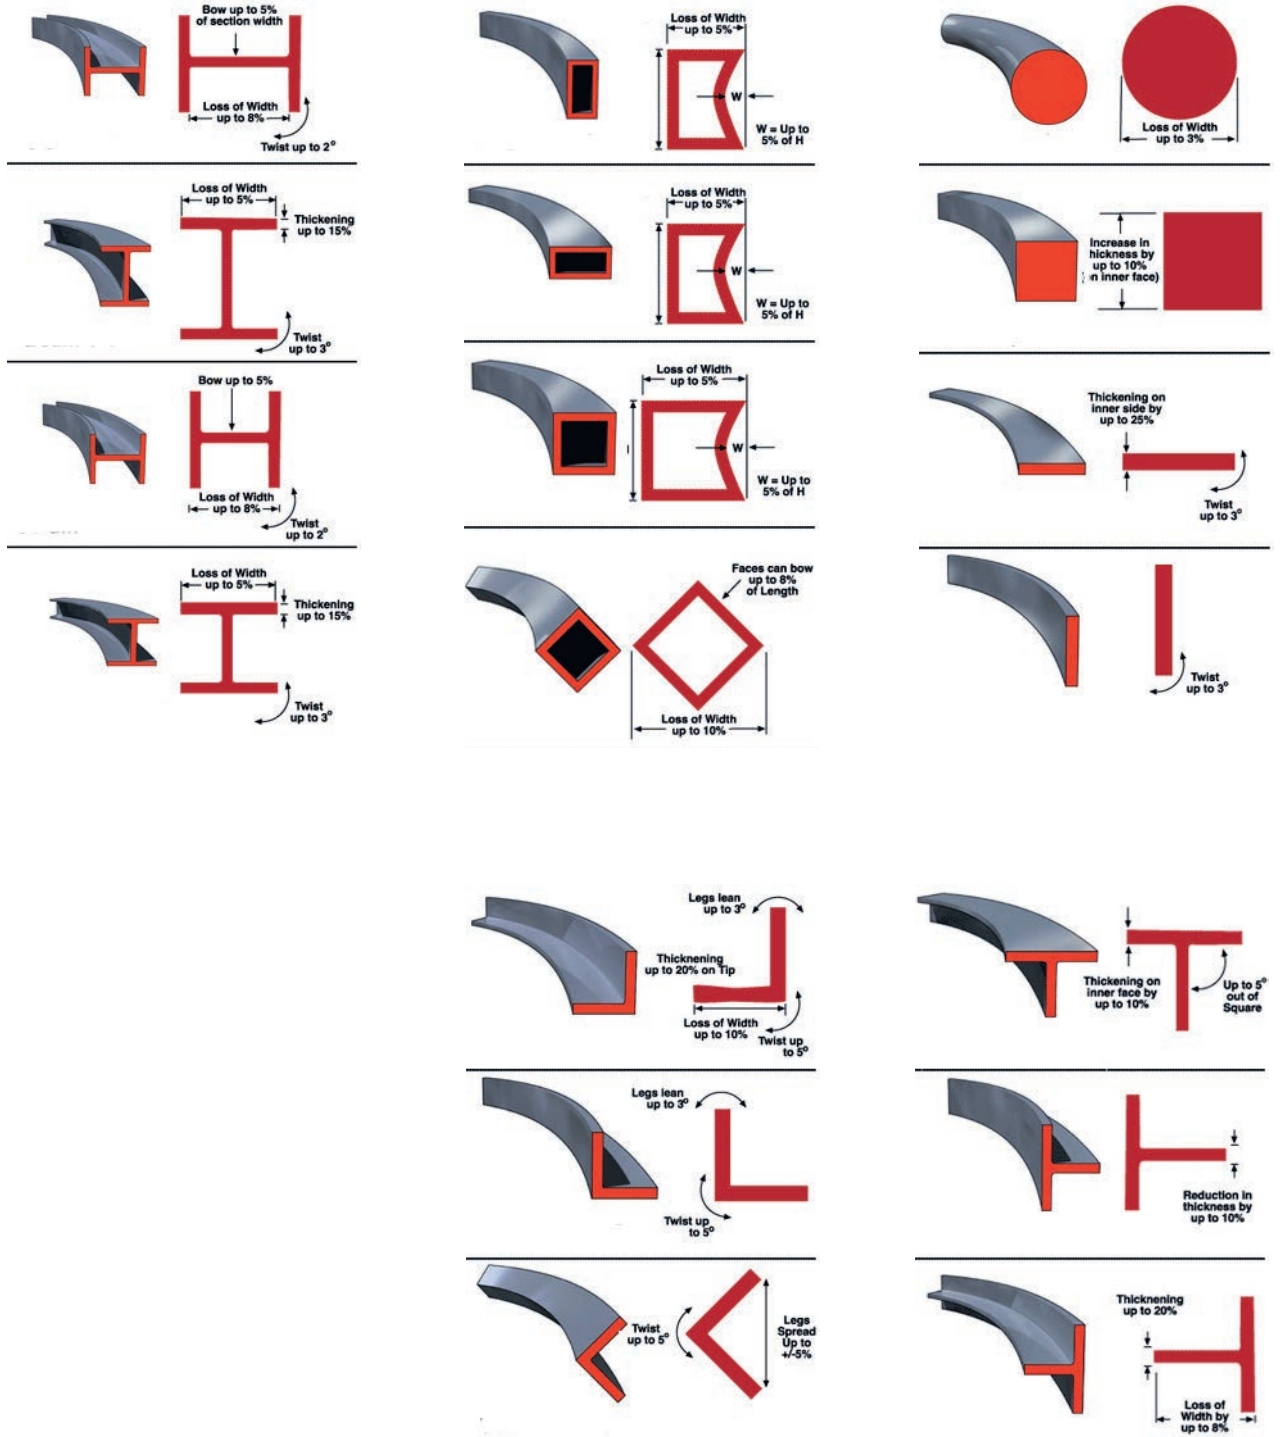 Bow up to 5%
of section width
Loss of Width
up to 8%
Twist up to 2°
Loss of Width
up to 5%
Thickening
up to 15%
Twist
up to 3°
Bow up to 5%
Loss of Width
up to 8%
Twist
up to 2°
Loss of Width
up to 5%
Thickening
up to 15%
Twist
up to 3°
Loss of Width
up to 5%
W
W = Up to
5% of H
Loss of Width
up to 5%
W
W = Up to
5% of H
Loss of Width
up to 5%
W
W = Up to
5% of H
Faces can bow
up to 8%
of Length
Loss of Width
up to 10%
Loss of Width
up to 3%
Increase in
hickness by
up to 10%
n inner face)
Thickening on
inner side by
up to 25%
Twist
up to 3°
Twist
up to 3°
Legs lean
up to 3°
Thicknening
up to 20% on Tip
Loss of Width
up to 10%
Twist up
to 5°
Legs lean
up to 3°
Twist up
to 5°
Twist
up to 5°
Legs
Spread
Up to
+/-5%
Thickening on
inner face by
up to 10%
Up to 5°
out of
Square
Reduction in
thickness by
up to 10%
Thicknening
up to 20%
Loss of
Width by
up to 8%